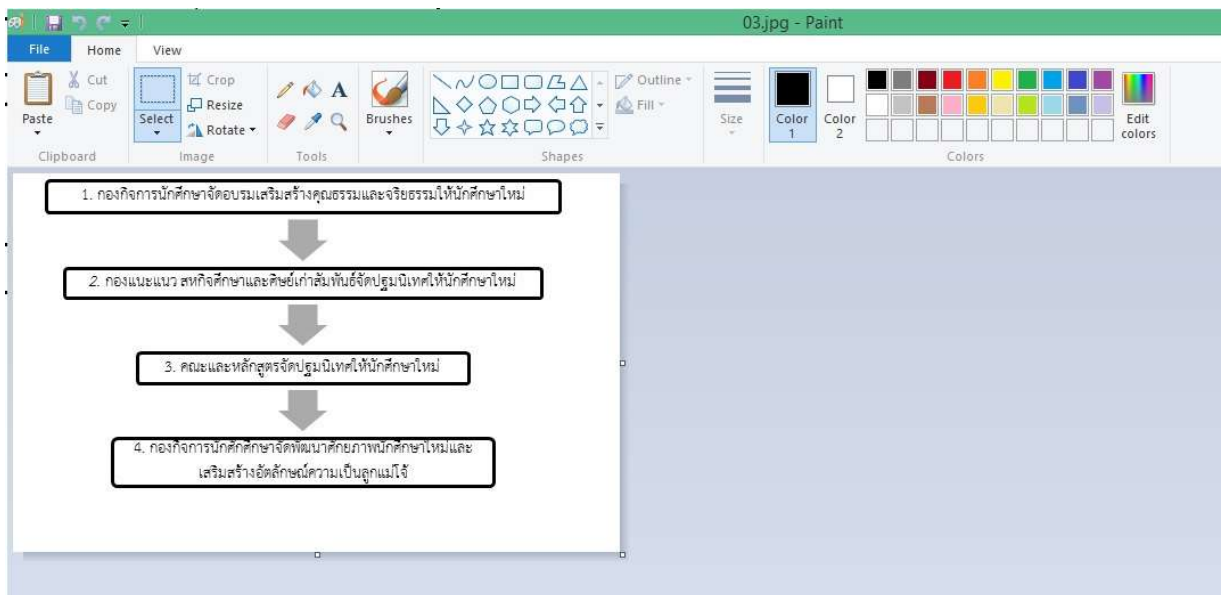 03.jpg - Paint
File Home View
Paste
Cut
Copy
Clipboard
Select
Crop
Resize
Rotate
Image
A
Tools
Brushes
Outline
Fill
Shapes
Size
Color 1
Color 2
Edit colors
Colors
1. กองกิจการนักศึกษาจัดอบรมเสริมสร้างคุณธรรมและจริยธรรมให้นักศึกษาใหม่
2. กองแนะแนว สหกิจศึกษาและศิษย์เก่าสัมพันธ์จัดปฐมนิเทศให้นักศึกษาใหม่
3. คณะและหลักสูตรจัดปฐมนิเทศให้นักศึกษาใหม่
4. กองกิจการนักศักศึกษาจัดพัฒนาศักยภาพนักศึกษาใหม่และ
เสริมสร้างอัตลักษณ์ความเป็นลูกแม่โจ้